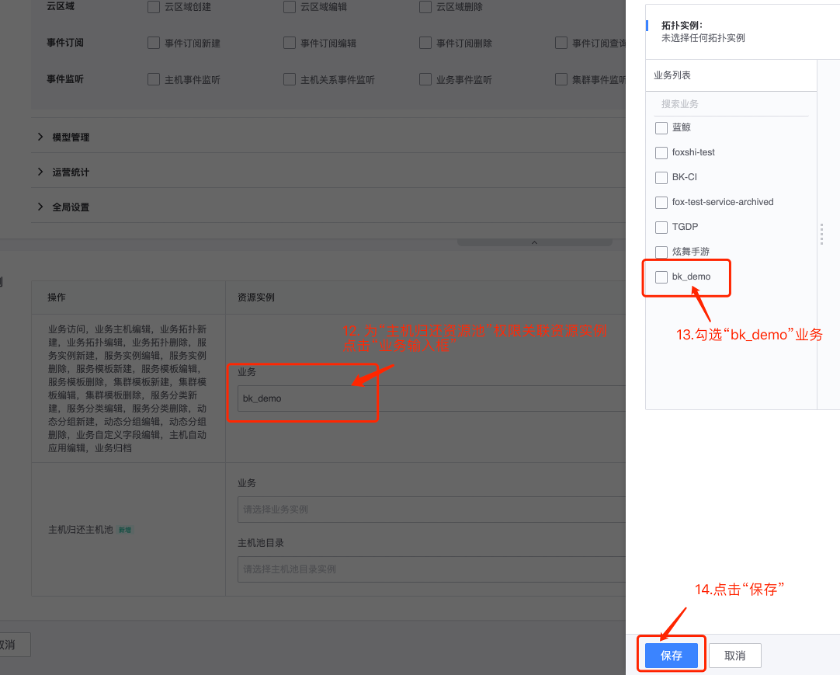 云区域
云区域创建
云区域编辑
云区域删除
事件订阅
事件订阅新建
事件订阅编辑
事件订阅删除
事件订阅查询
事件监听
主机事件监听
主机关系事件监听
业务事件监听
集群事件监听
模型管理
运营统计
全局设置
操作
资源实例
业务访问，业务主机编辑，业务拓扑新
建，业务拓扑编辑，业务拓扑删除，服
务实例新建，服务实例编辑，服务实例
删除，服务模板新建，服务模板编辑，
服务模板删除，集群模板新建，集群模
板编辑，集群模板删除，服务分类新
建，服务分类编辑，服务分类删除，动
态分组新建，动态分组编辑，动态分组
删除，业务自定义字段编辑，主机自动
应用编辑，业务归档
业务
bk_demo
主机归还主机池 新增
业务
请选择业务实例
主机池目录
请选择主机池目录实例
取消
拓扑实例：
未选择任何拓扑实例
业务列表
搜索业务
蓝鲸
foxshi-test
BK-CI
fox-test-service-archived
TGDP
炫舞手游
bk_demo
13.勾选“bk_demo”业务
14.点击“保存”
保存
取消